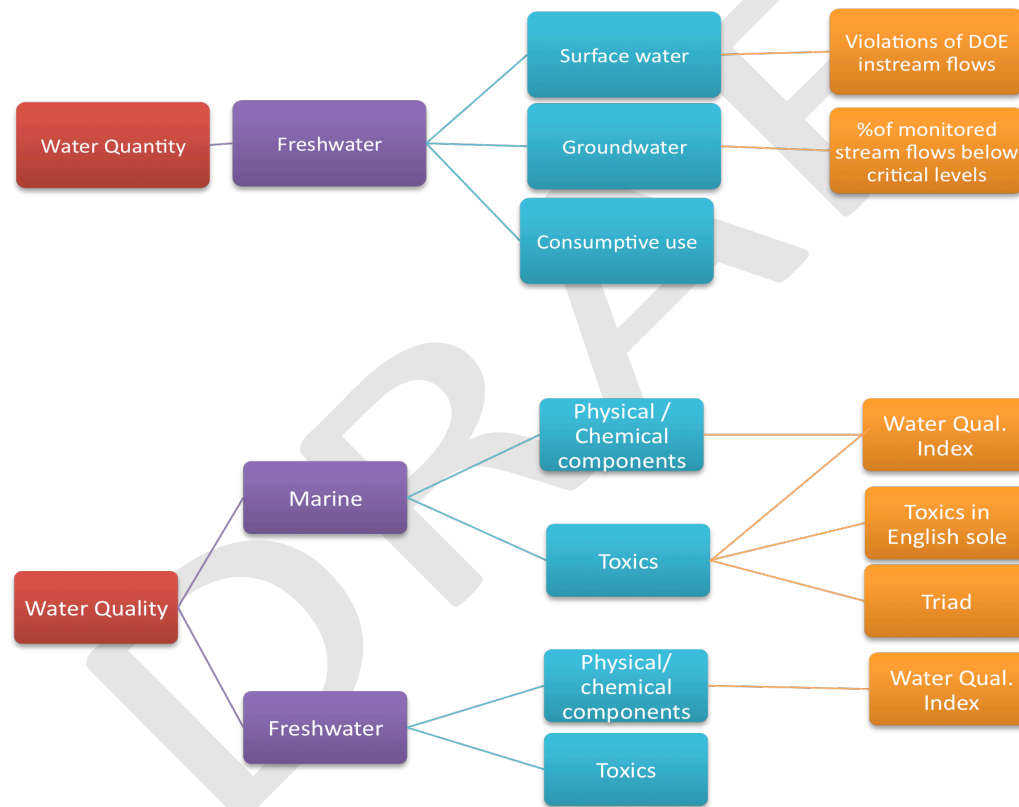 Surface water
Violations of DOE
instream flows
Water Quantity
Freshwater
Groundwater
%of monitored
stream flows below
critical levels
Consumptive use
Physical /
Chemical
components
Water Qual.
Index
Marine
Toxics in
English sole
Toxics
Triad
Water Quality
Physical/
chemical
components
Water Qual.
Index
Freshwater
Toxics
DRAF